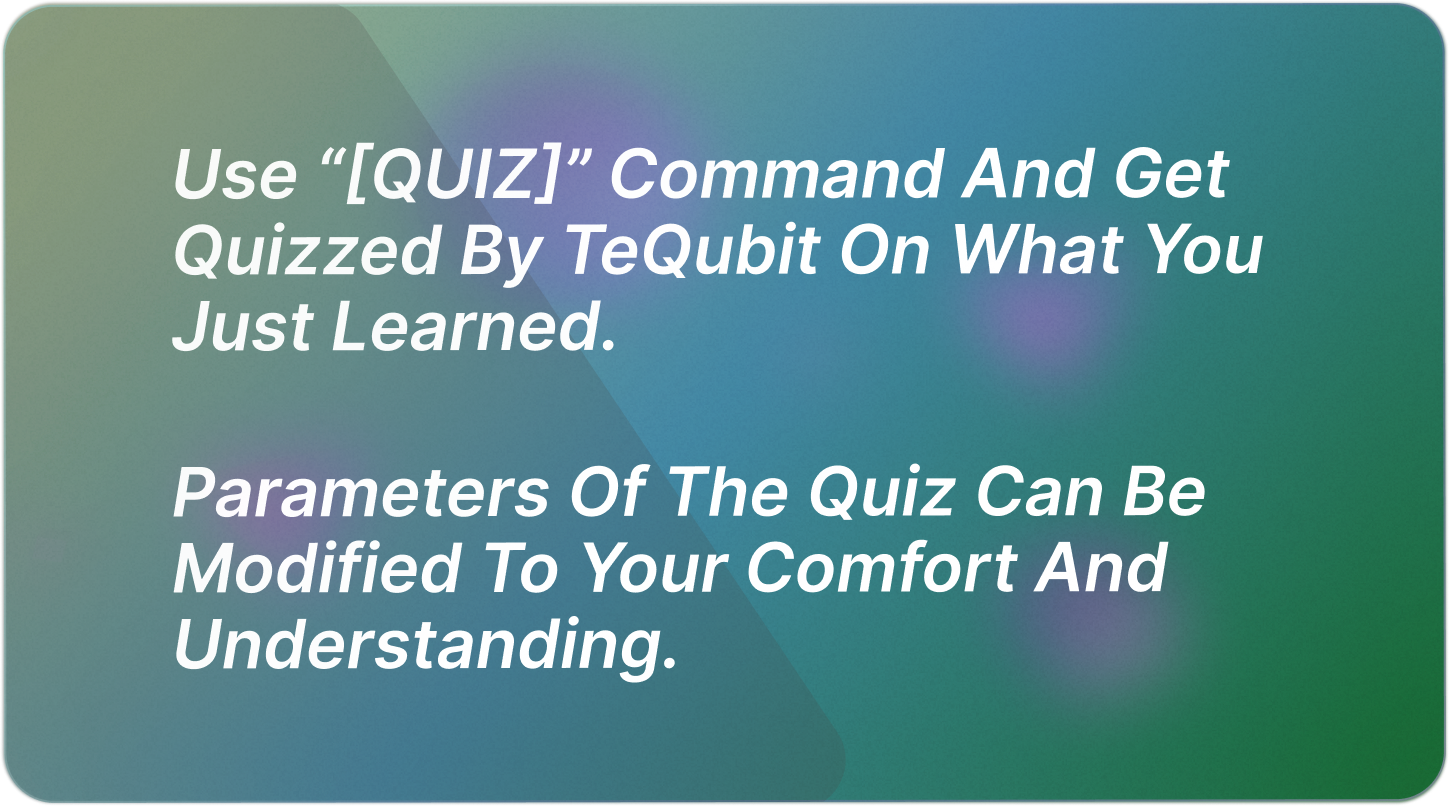 Use “[QUIZ]” Command And Get
Quizzed By TeQubit On What You
Just Learned.
Parameters Of The Quiz Can Be
Modified To Your Comfort And
Understanding.